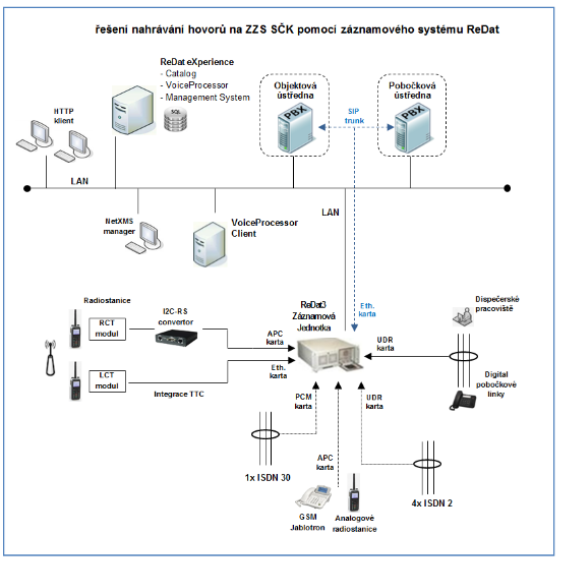 řešení nahrávání hovorů na ZZS SČK pomocí záznamového systému ReDat
ReDat eXperience
- Catalog
- VoiceProcessor
- Management System
SQL
HTTP
klient
Objektová
ústředna
PBX
SIP
trunk
Pobočková
ústředna
PBX
LAN
NetXMS
manager
VoiceProcessor
Client
LAN
Radiostanice
RCT
modul
I2C-RS
convertor
ReDat3
Záznamová
Jednotka
Eth.
karta
Dispečerské
pracoviště
APC
karta
UDR
karta
Eth.
karta
LCT
modul
Integrace TTC
Digital
pobočkové
linky
PCM
karta
UDR
karta
APC
karta
1x ISDN 30
4x ISDN 2
GSM
Jablotron
Analogové
radiostanice